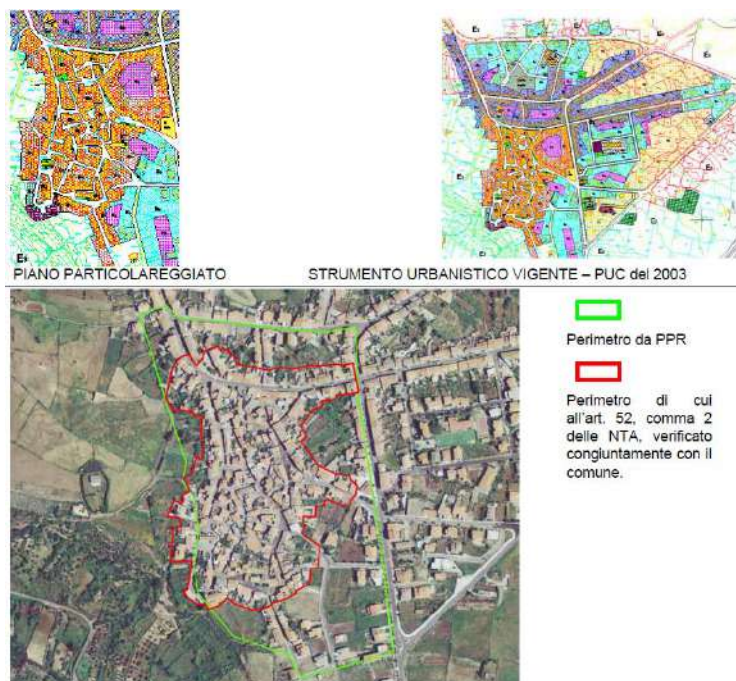 PIANO PARTICOLAREGGIATO
STRUMENTO URBANISTICO VIGENTE – PUC del 2003
Perimetro da PPR
Perimetro di cui
all'art. 52, comma 2
delle NTA, verificato
congiuntamente con il
comune.